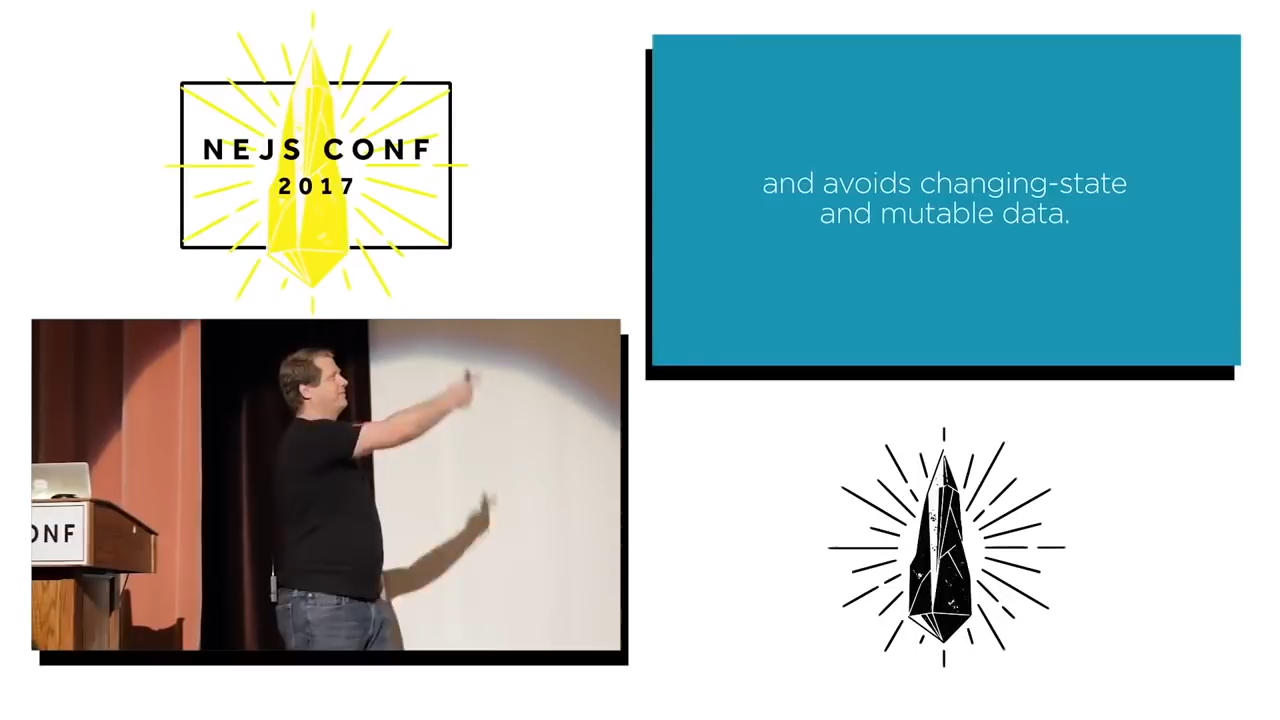 NEJS CONF
2017
and avoids changing-state
and mutable data.
ONF